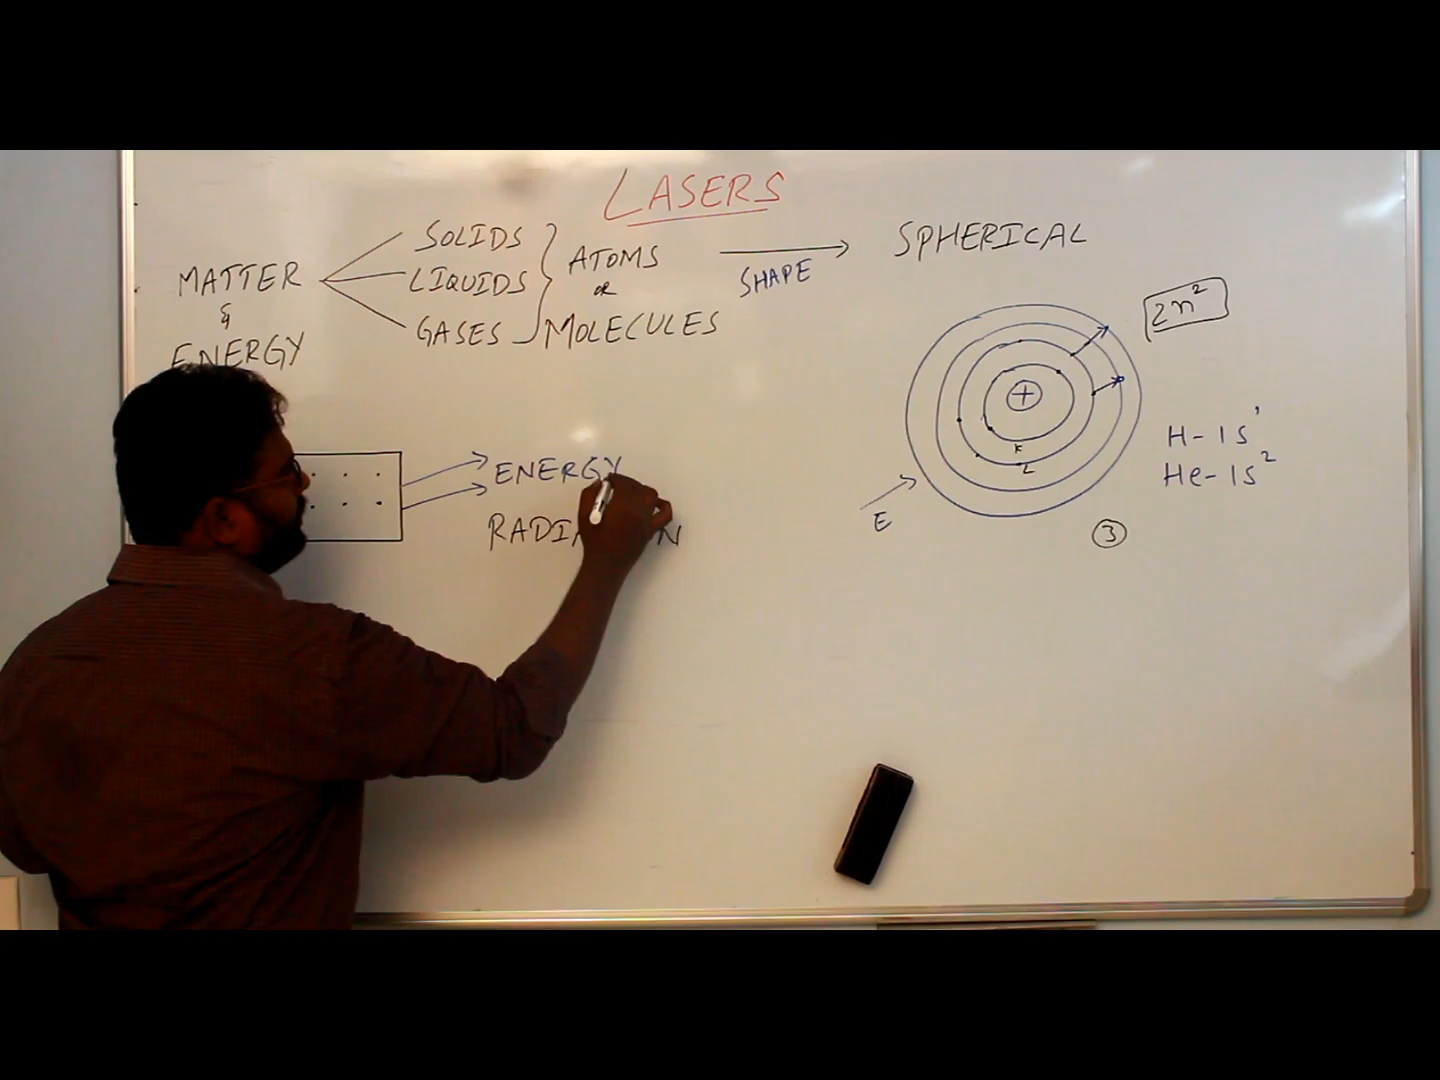 LASERS
SOLIDS
LIQUIDS
GASES
MATTER
&
ENERGY
ATOMS
OR
MOLECULES
SHAPE
SPHERICAL
2n²
+
K
L
E
H-1s¹
He-1s²
3
ENERGY